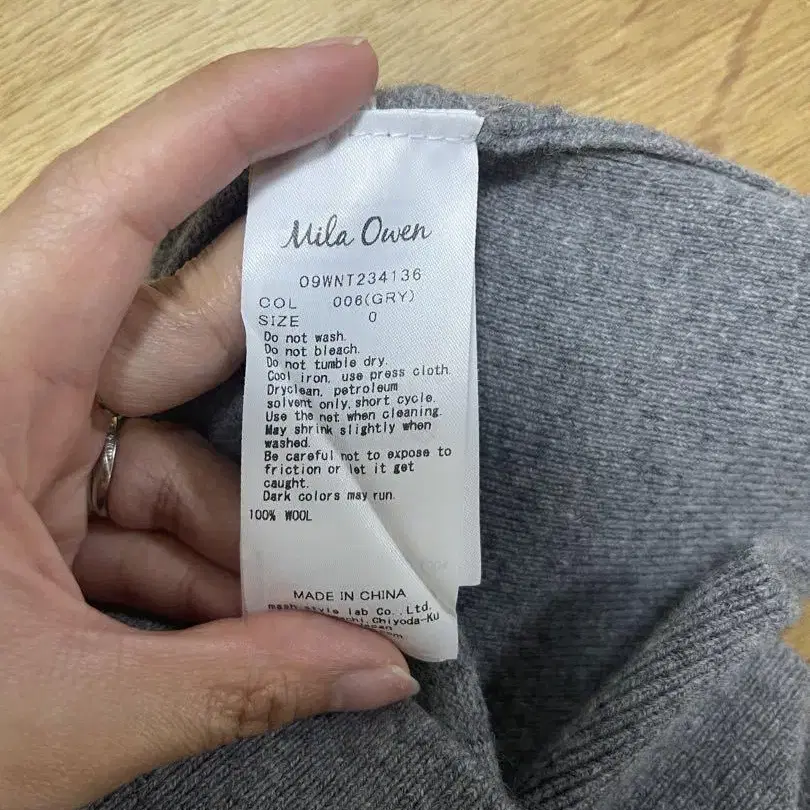 Mila Owen
09WNT234136
COL 006(GRY)
SIZE 0
Do not wash.
Do not bleach.
Do not tumble dry.
Cool iron, use press cloth.
Dryclean, petroleum
solvent only, short cycle.
Use the net when cleaning.
May shrink slightly when
washed.
Be careful not to expose to
friction or let it get
caught.
Dark colors may run.
100% WOOL
MADE IN CHINA
mash style lab Co.,Ltd.
Chiyoda-Ku